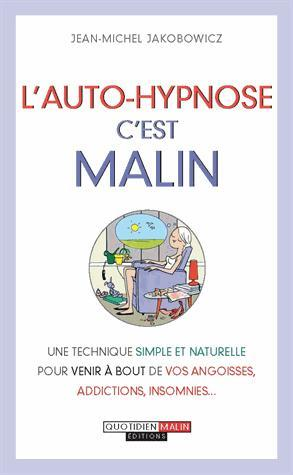 JEAN-MICHEL JAKOBOWICZ
L'AUTO-HYPNOSE
C'EST
MALIN
UNE TECHNIQUE SIMPLE ET NATURELLE
POUR VENIR À BOUT DE VOS ANGOISSES,
ADDICTIONS, INSOMNIES...
QUOTIDIEN MALIN
ÉDITIONS